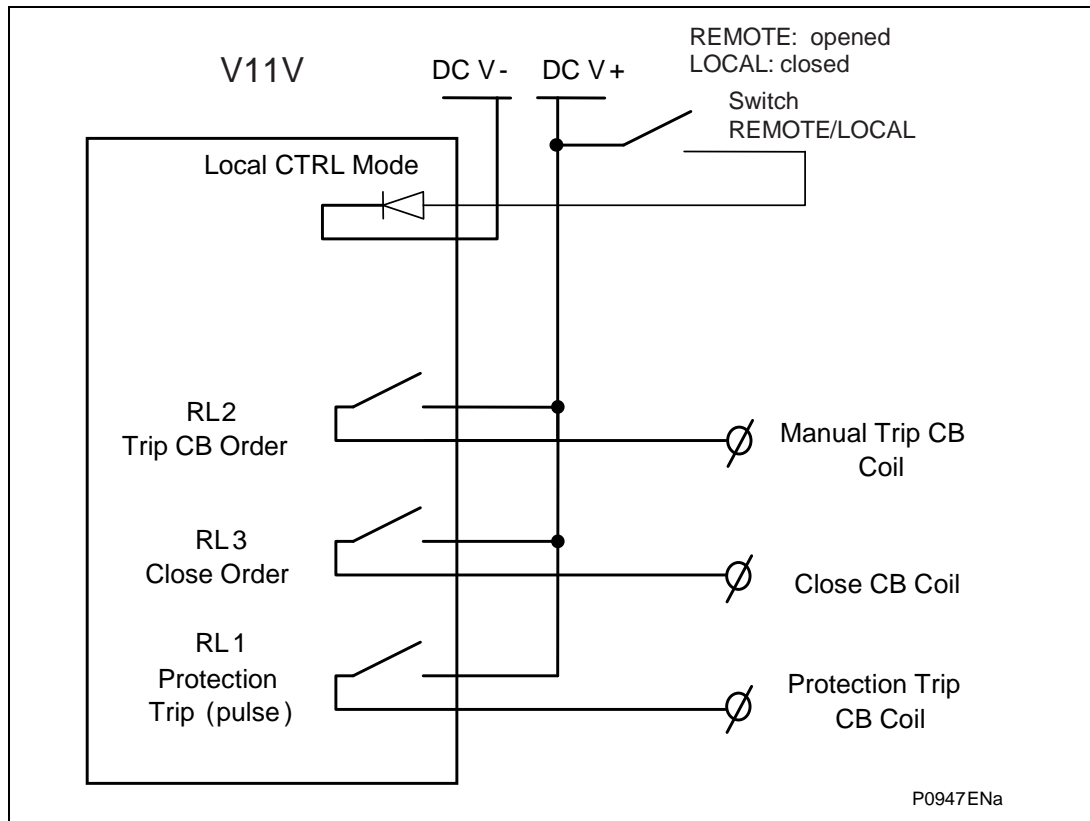 V11V
DC V - DC V +
REMOTE: opened
LOCAL: closed
Switch
REMOTE/LOCAL
Local CTRL Mode
RL2
Trip CB Order
Manual Trip CB
Coil
RL3
Close Order
Close CB Coil
RL1
Protection
Trip (pulse)
Protection Trip
CB Coil
P0947ENa